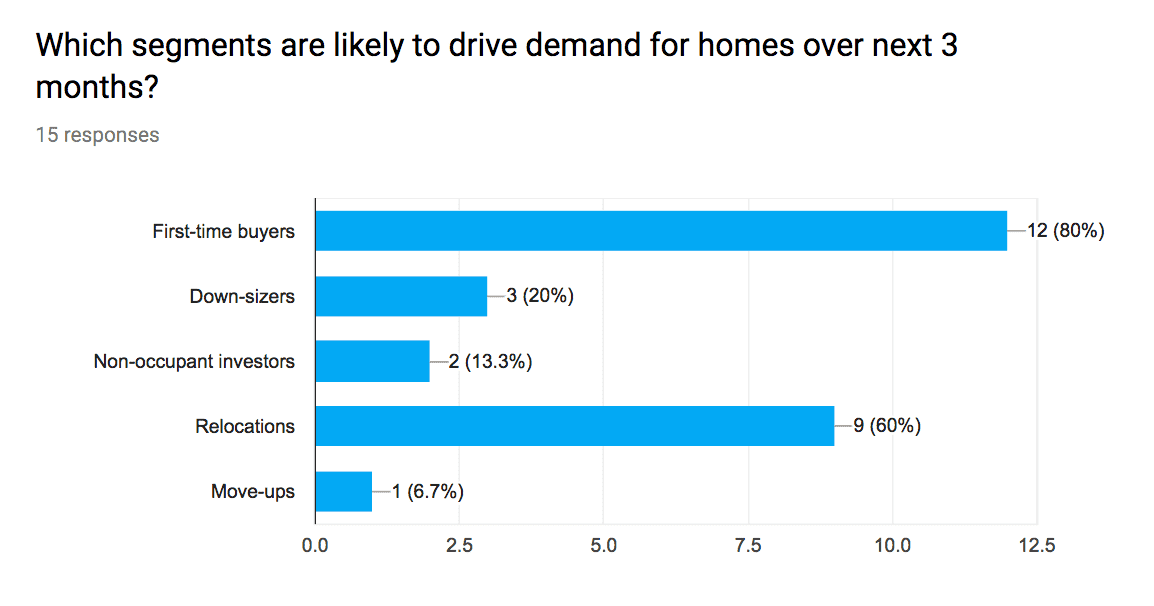 Which segments are likely to drive demand for homes over next 3
months?
15 responses
First-time buyers 12 (80%)
Down-sizers 3 (20%)
Non-occupant investors 2 (13.3%)
Relocations 9 (60%)
Move-ups 1 (6.7%)
0.0 2.5 5.0 7.5 10.0 12.5